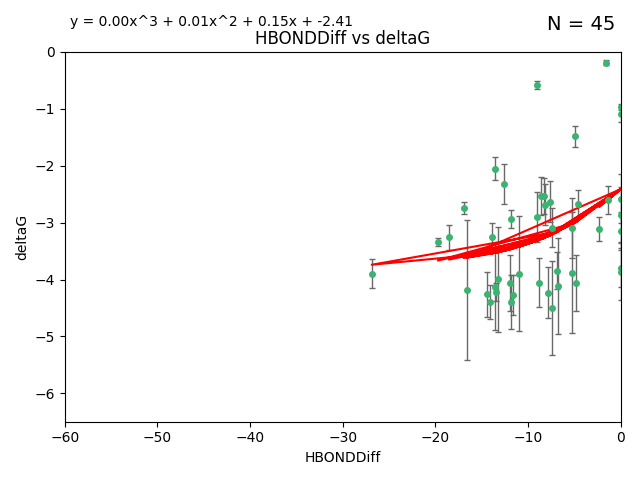 y = 0.00x^3 + 0.01x^2 + 0.15x + -2.41
N = 45
HBONDDiff vs deltaG
0
−1
−2
−3
−4
−5
−6
deltaG
−60
−50
−40
−30
−20
−10
0
HBONDDiff